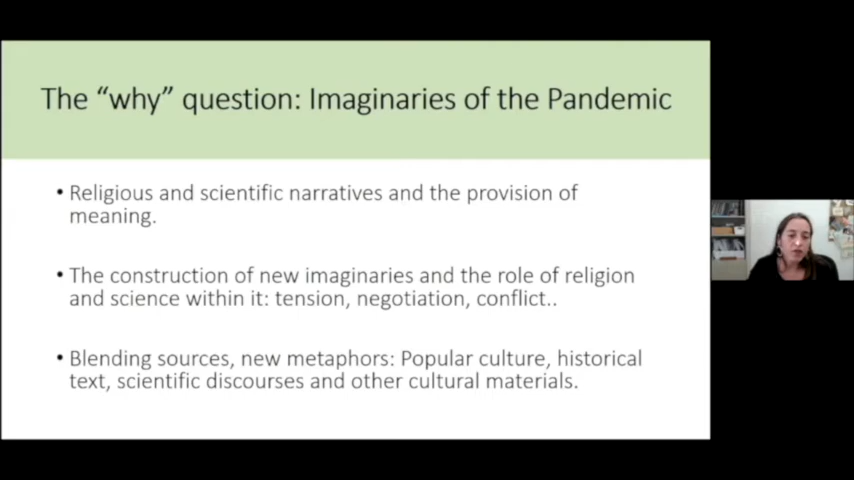 The “why” question: Imaginaries of the Pandemic
• Religious and scientific narratives and the provision of
meaning.
• The construction of new imaginaries and the role of religion
and science within it: tension, negotiation, conflict..
• Blending sources, new metaphors: Popular culture, historical
text, scientific discourses and other cultural materials.